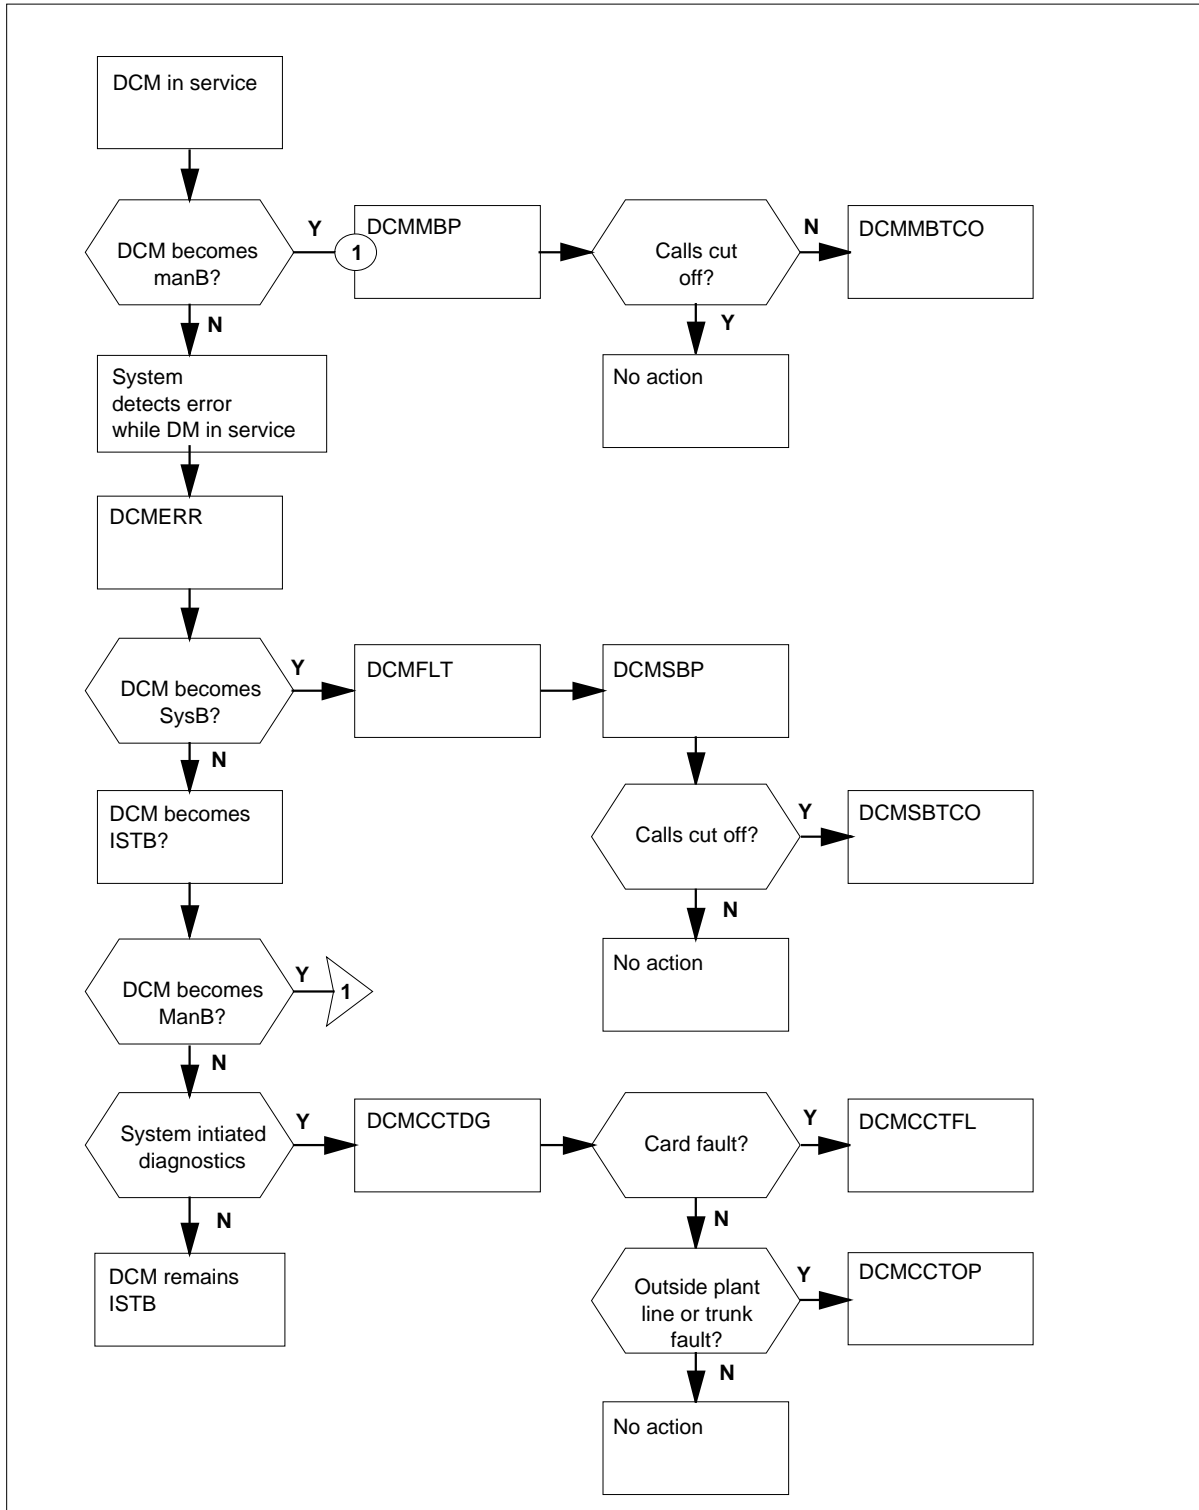 DCM in service
DCM becomes
manB?
Y
1
DCMMBP
Calls cut
off?
N
DCMMBTCO
N
Y
System
detects error
while DM in service
No action
DCMERR
DCM becomes
SysB?
Y
DCMFLT
DCMSBP
N
DCM becomes
ISTB?
Calls cut off?
Y
DCMSBTCO
N
DCM becomes
ManB?
Y
1
No action
N
System intiated
diagnostics
Y
DCMCCTDG
Card fault?
Y
DCMCCTFL
N
N
DCM remains
ISTB
Outside plant
line or trunk
fault?
Y
DCMCCTOP
N
No action